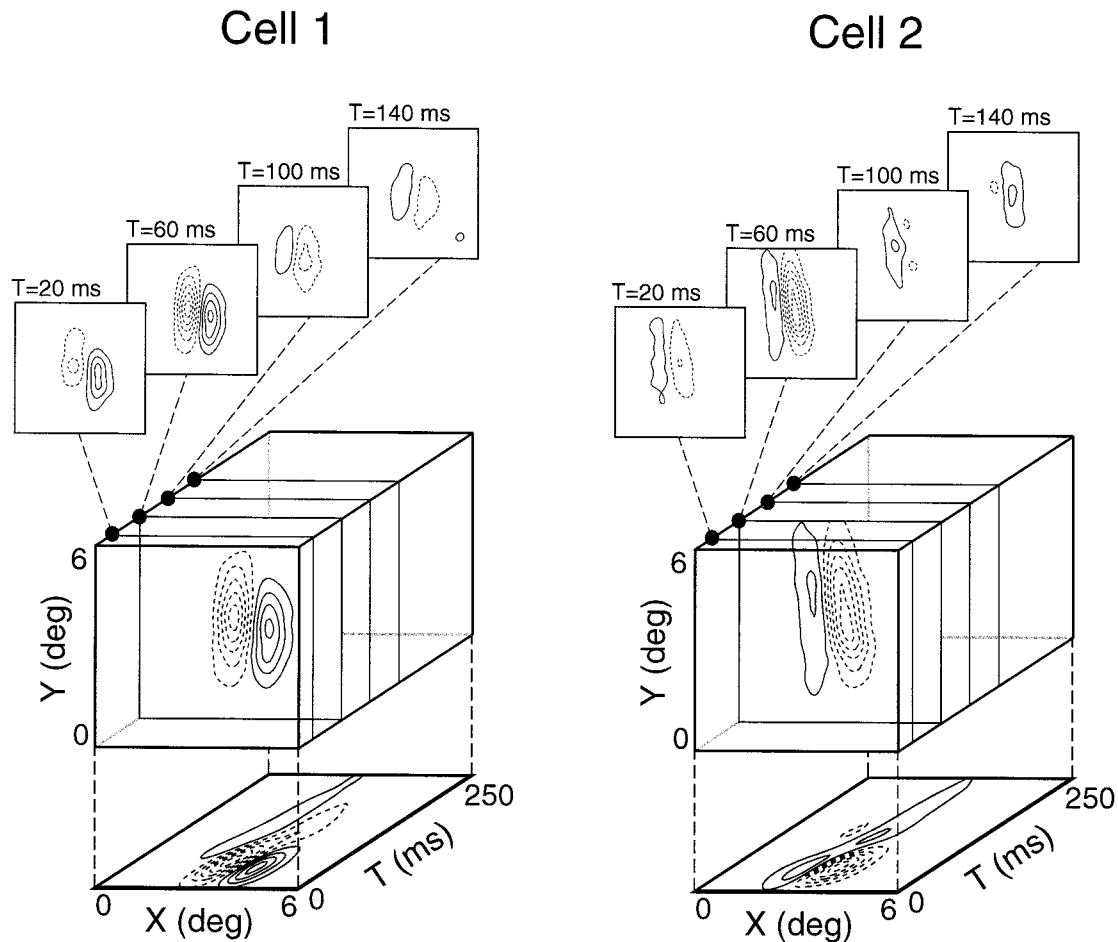 Cell 1
T=140 ms
T=100 ms
T=60 ms
T=20 ms
6
Y (deg)
0
250
T (ms)
0
X (deg)
6
0
Cell 2
T=140 ms
T=100 ms
T=60 ms
T=20 ms
6
Y (deg)
0
250
T (ms)
0
X (deg)
6
0